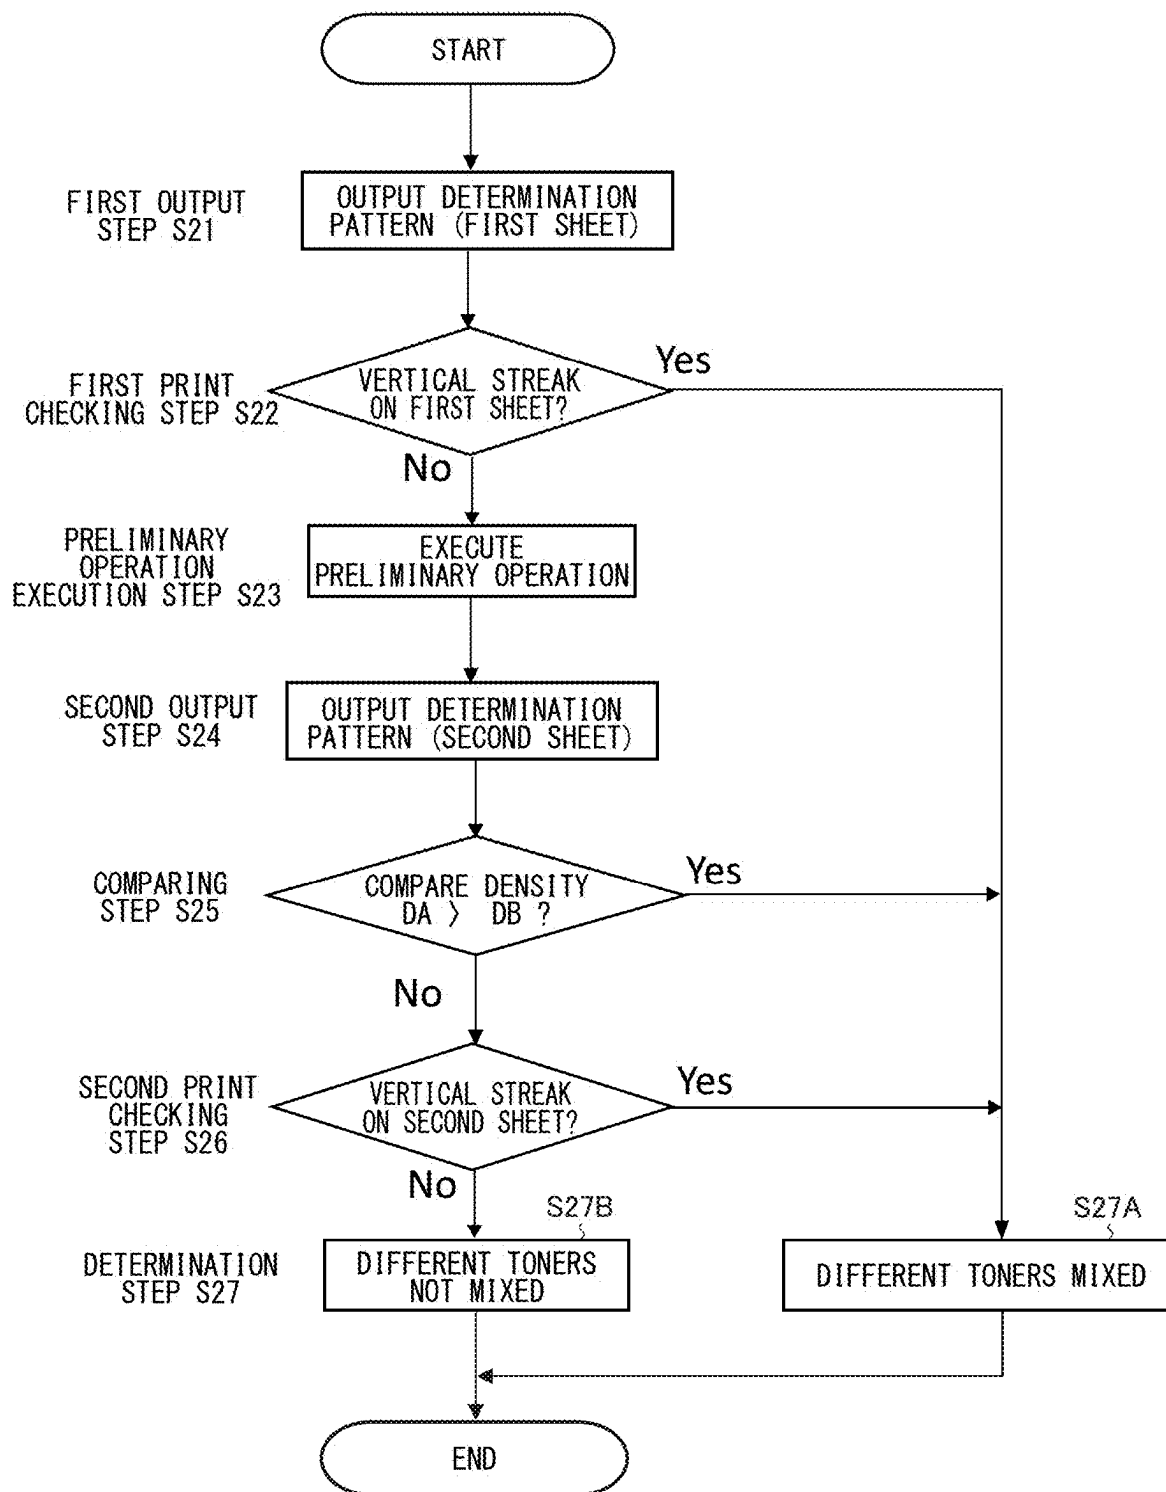 START
FIRST OUTPUT
STEP S21
OUTPUT DETERMINATION
PATTERN (FIRST SHEET)
FIRST PRINT
CHECKING STEP S22
VERTICAL STREAK
ON FIRST SHEET?
Yes
No
PRELIMINARY
OPERATION
EXECUTION STEP S23
EXECUTE
PRELIMINARY OPERATION
SECOND OUTPUT
STEP S24
OUTPUT DETERMINATION
PATTERN (SECOND SHEET)
COMPARING
STEP S25
COMPARE DENSITY
DA > DB ?
Yes
No
SECOND PRINT
CHECKING
STEP S26
VERTICAL STREAK
ON SECOND SHEET?
Yes
No
S27B
S27A
DETERMINATION
STEP S27
DIFFERENT TONERS
NOT MIXED
DIFFERENT TONERS MIXED
END